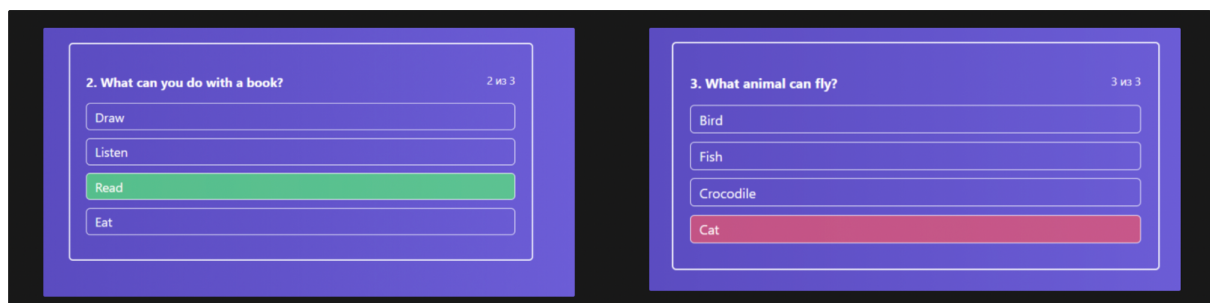 2. What can you do with a book?
2 из 3
Draw
Listen
Read
Eat
3. What animal can fly?
3 из 3
Bird
Fish
Crocodile
Cat